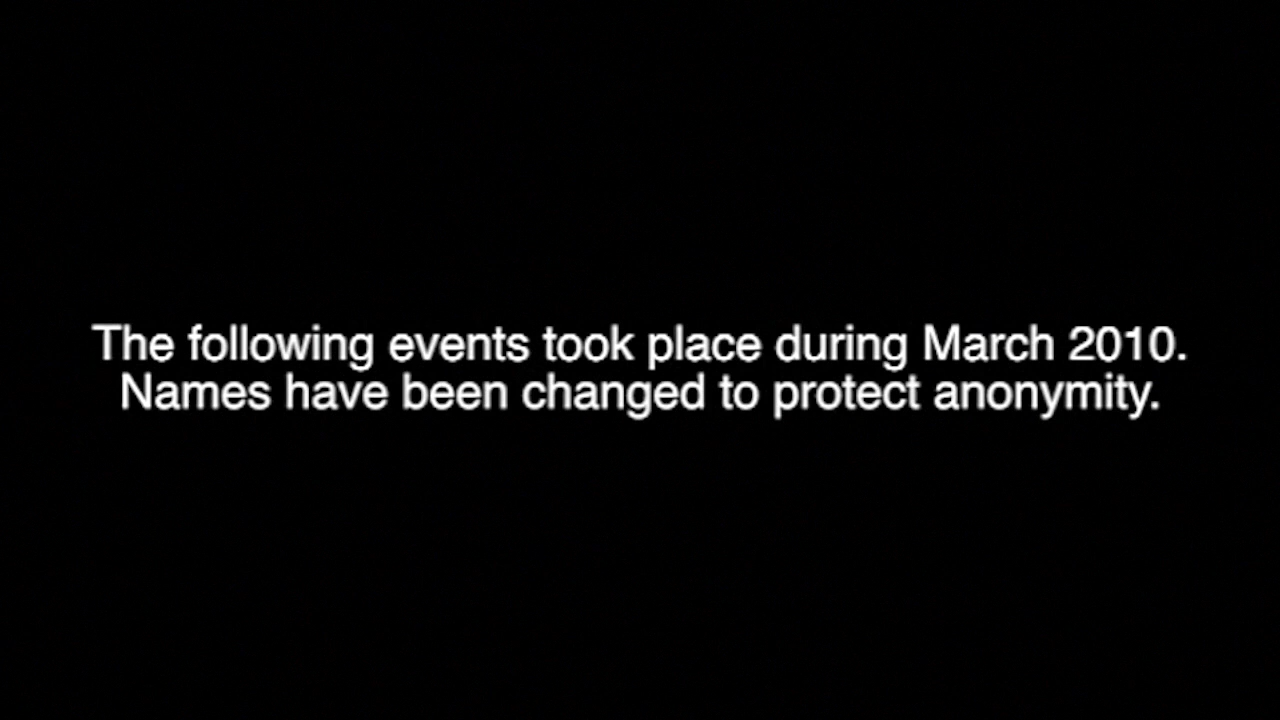 The following events took place during March 2010.
Names have been changed to protect anonymity.